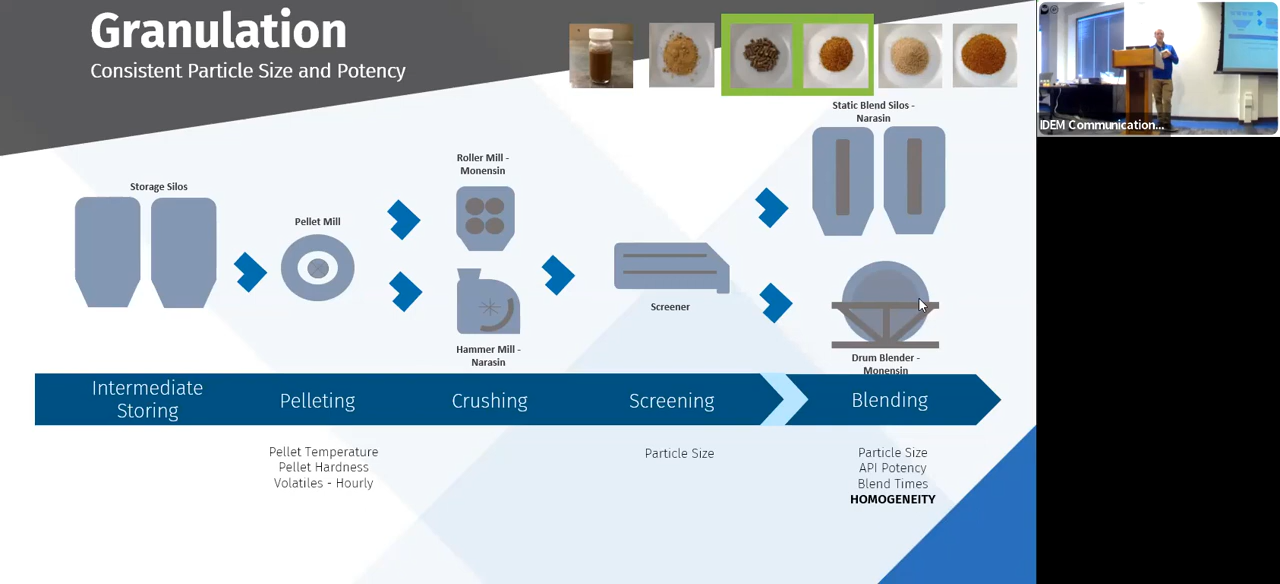 Granulation
Consistent Particle Size and Potency
IDEM Communication...
Static Blend Silos -
Narasin
Roller Mill -
Monensin
Storage Silos
Pellet Mill
Screener
Hammer Mill -
Narasin
Drum Blender -
Monensin
Intermediate
Storing
Pelleting
Crushing
Screening
Blending
Pellet Temperature
Pellet Hardness
Volatiles - Hourly
Particle Size
Particle Size
API Potency
Blend Times
HOMOGENEITY